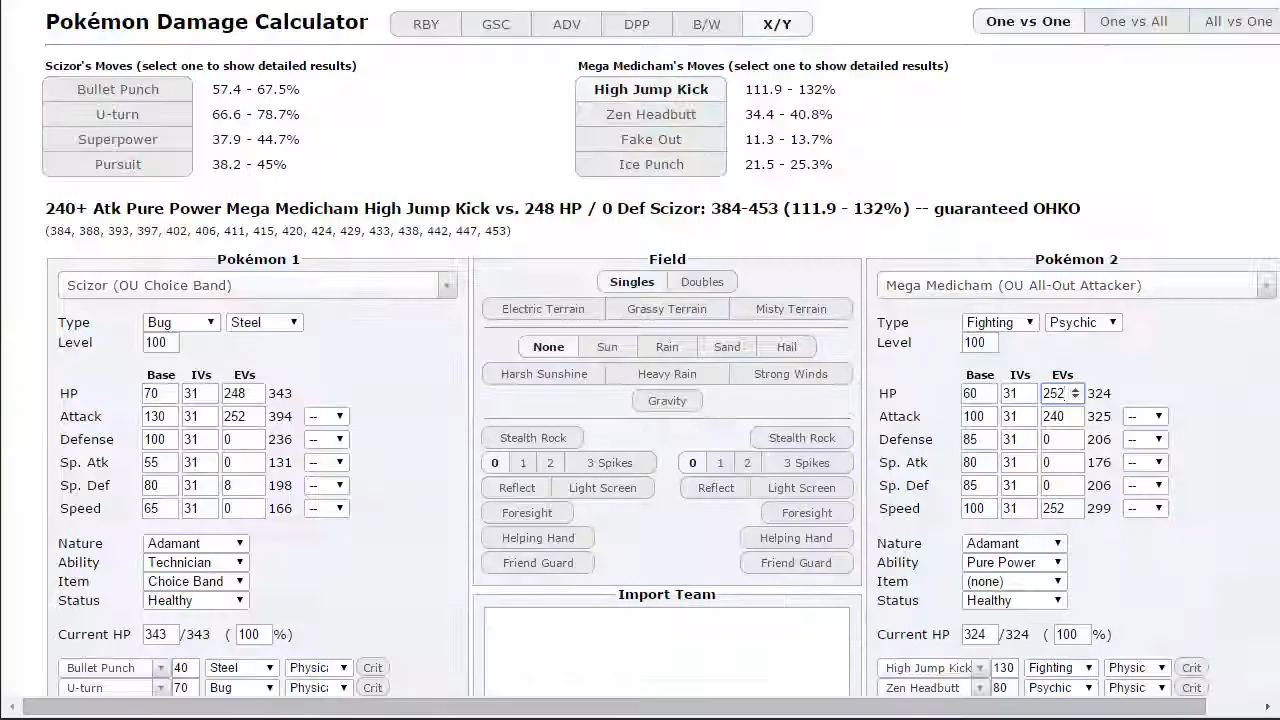 Pokémon Damage Calculator
RBY GSC ADV DPP B/W X/Y
One vs One One vs All All vs One
Scizor's Moves (select one to show detailed results)
Bullet Punch 57.4 - 67.5%
U-turn 66.6 - 78.7%
Superpower 37.9 - 44.7%
Pursuit 38.2 - 45%
Mega Medicham's Moves (select one to show detailed results)
High Jump Kick 111.9 - 132%
Zen Headbutt 34.4 - 40.8%
Fake Out 11.3 - 13.7%
Ice Punch 21.5 - 25.3%
240+ Atk Pure Power Mega Medicham High Jump Kick vs. 248 HP / 0 Def Scizor: 384-453 (111.9 - 132%) -- guaranteed OHKO
(384, 388, 393, 397, 402, 406, 411, 415, 420, 424, 429, 433, 438, 442, 447, 453)
Pokémon 1
Scizor (OU Choice Band)
Type Bug Steel
Level 100
Base IVs EVs
HP 70 31 248 343
Attack 130 31 252 394 --
Defense 100 31 0 236 --
Sp. Atk 55 31 0 131 --
Sp. Def 80 31 8 198 --
Speed 65 31 0 166 --
Nature Adamant
Ability Technician
Item Choice Band
Status Healthy
Current HP 343 /343 ( 100 %)
Bullet Punch 40 Steel Physica Crit
U-turn 70 Bug Physica Crit
Field
Singles Doubles
Electric Terrain Grassy Terrain Misty Terrain
None Sun Rain Sand Hail
Harsh Sunshine Heavy Rain Strong Winds
Gravity
Stealth Rock Stealth Rock
0 1 2 3 Spikes 0 1 2 3 Spikes
Reflect Light Screen Reflect Light Screen
Foresight Foresight
Helping Hand Helping Hand
Friend Guard Friend Guard
Import Team
Pokémon 2
Mega Medicham (OU All-Out Attacker)
Type Fighting Psychic
Level 100
Base IVs EVs
HP 60 31 252 324
Attack 100 31 240 325 --
Defense 85 31 0 206 --
Sp. Atk 80 31 0 176 --
Sp. Def 85 31 0 206 --
Speed 100 31 252 299 --
Nature Adamant
Ability Pure Power
Item (none)
Status Healthy
Current HP 324 /324 ( 100 %)
High Jump Kick 130 Fighting Physic Crit
Zen Headbutt 80 Psychic Physic Crit